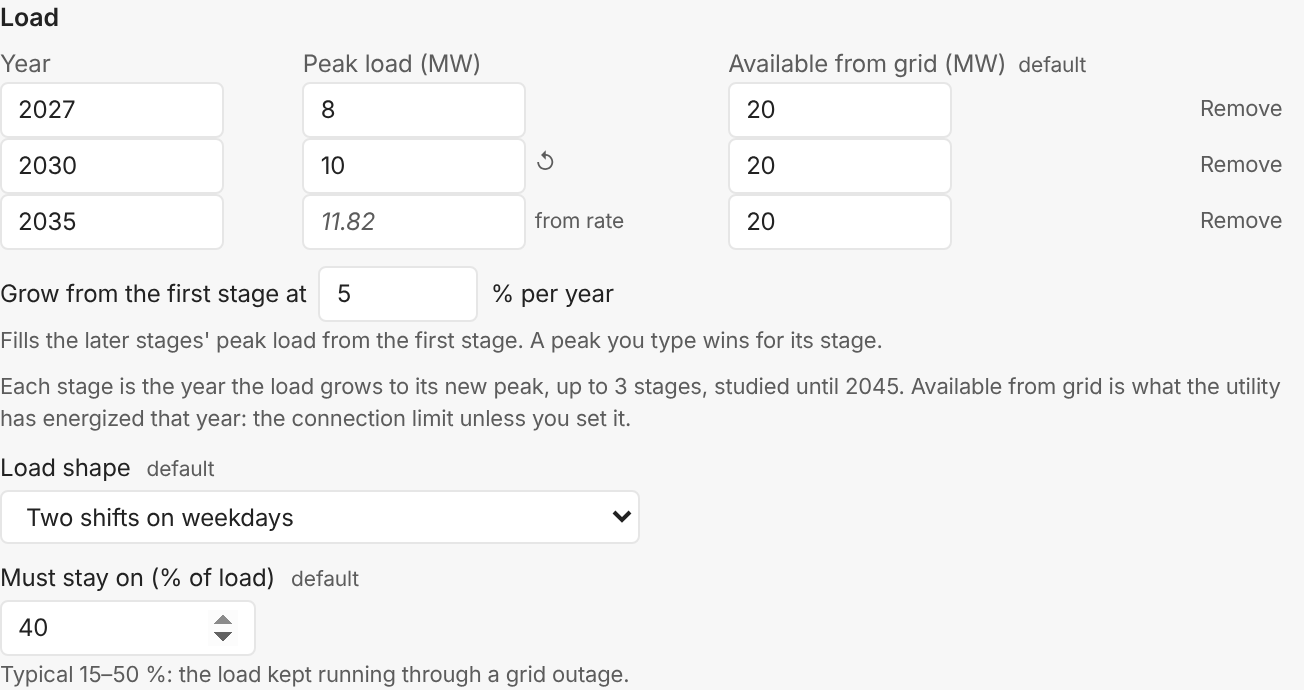 Load
Year Peak load (MW) Available from grid (MW) default
2027 8 20 Remove
2030 10 20 Remove
2035 11.82 from rate 20 Remove
Grow from the first stage at 5 % per year
Fills the later stages' peak load from the first stage. A peak you type wins for its stage.
Each stage is the year the load grows to its new peak, up to 3 stages, studied until 2045. Available from grid is what the utility
has energized that year: the connection limit unless you set it.
Load shape default
Two shifts on weekdays
Must stay on (% of load) default
40
Typical 15–50 %: the load kept running through a grid outage.